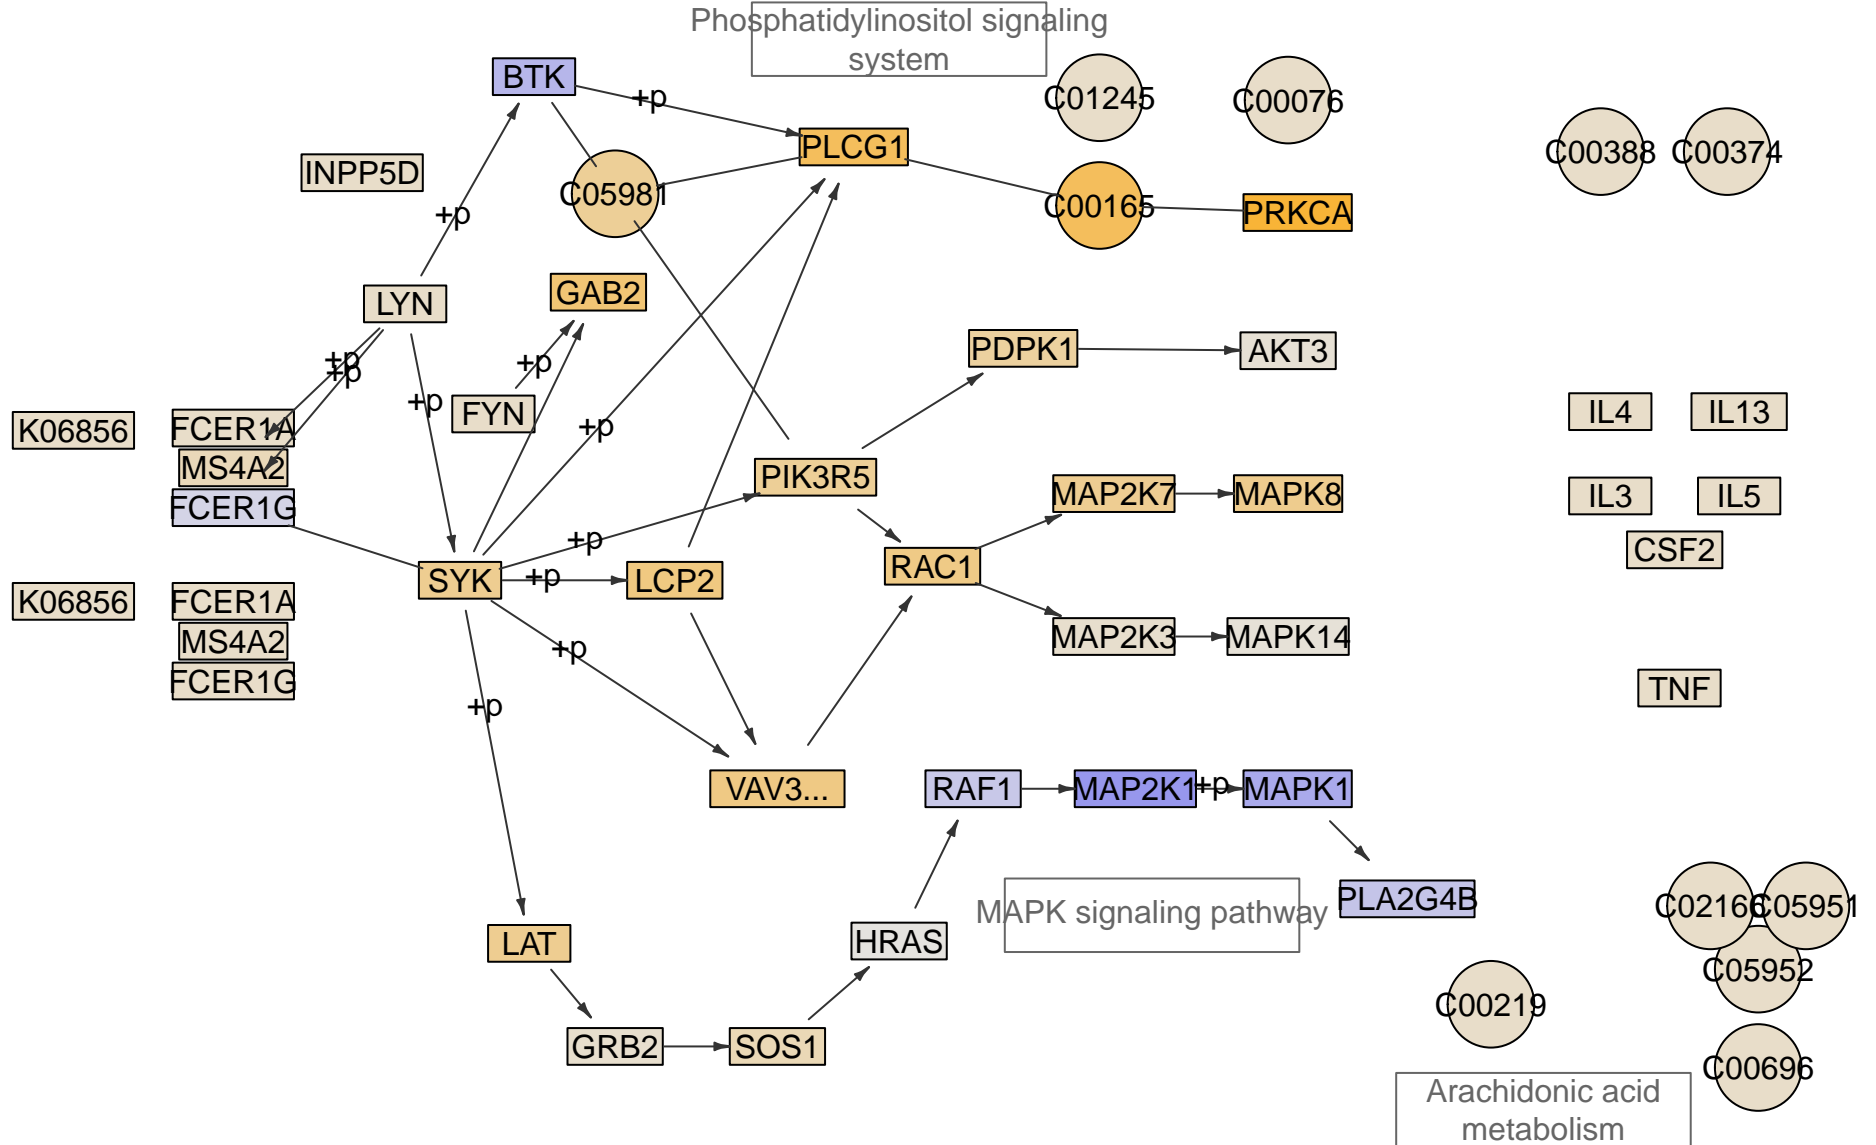 Phosphatidylinositol signaling
system
BTK
+p
C01245
C00076
PLCG1
C00388
C00374
INPP5D
C05981
C00165
PRKCA
+p
LYN
GAB2
PDPK1
AKT3
+p
+p
+p
+p
FYN
+p
K06856
FCER1A
IL4
IL13
MS4A2
PIK3R5
MAP2K7
MAPK8
IL3
IL5
FCER1G
+p
CSF2
SYK
+p
LCP2
RAC1
K06856
FCER1A
MS4A2
+p
MAP2K3
MAPK14
FCER1G
TNF
+p
VAV3...
RAF1
MAP2K1
+p
MAPK1
PLA2G4B
C02166
C05951
MAPK signaling pathway
LAT
HRAS
C05952
C00219
GRB2
SOS1
C00696
Arachidonic acid
metabolism